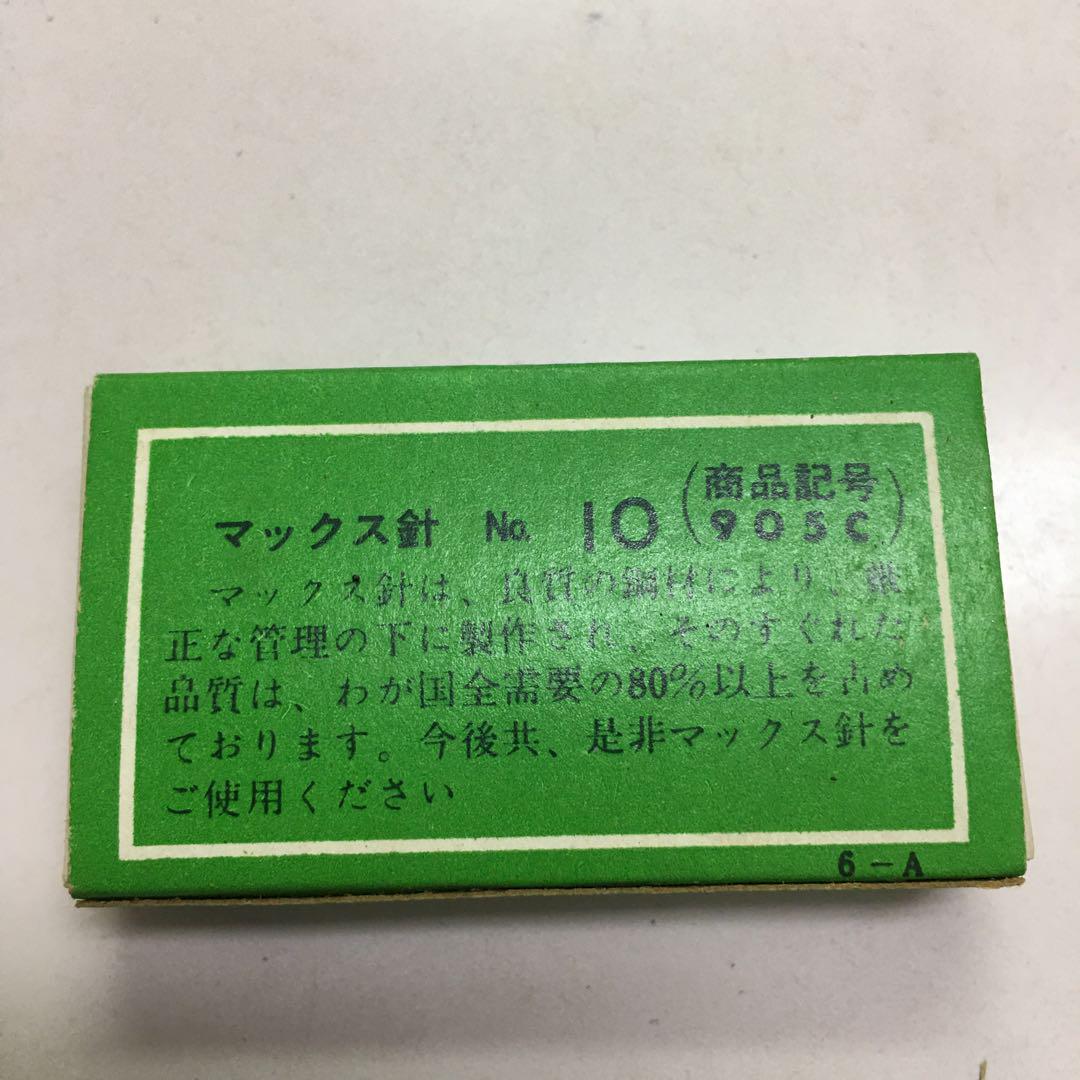 マックス針 No. 10 (商品記号 905C)
マックス針は、良質の鋼材により、厳
正な管理の下に製作され、そのすぐれた
品質は、わが国全需要の80%以上を占め
ております。今後共、是非マックス針を
ご使用ください
6-A